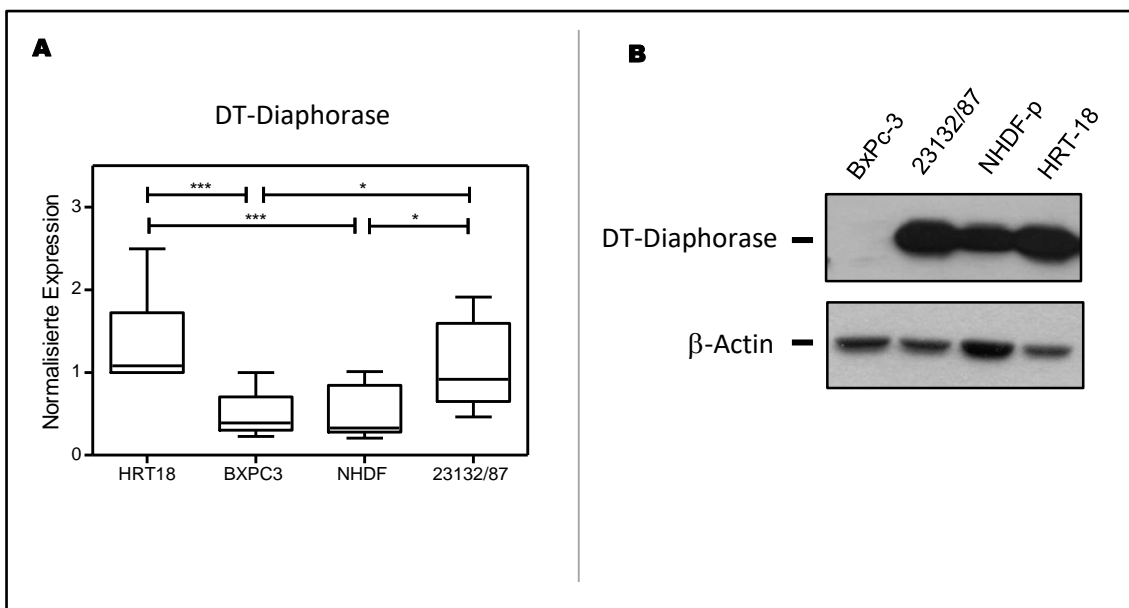 A
DT-Diaphorase
Normalisierte Expression
3
2
1
0
***
*
***
*
HRT18 BXPC3 NHDF 23132/87
B
BxPc-3 23132/87 NHDF-p HRT-18
DT-Diaphorase
β-Actin